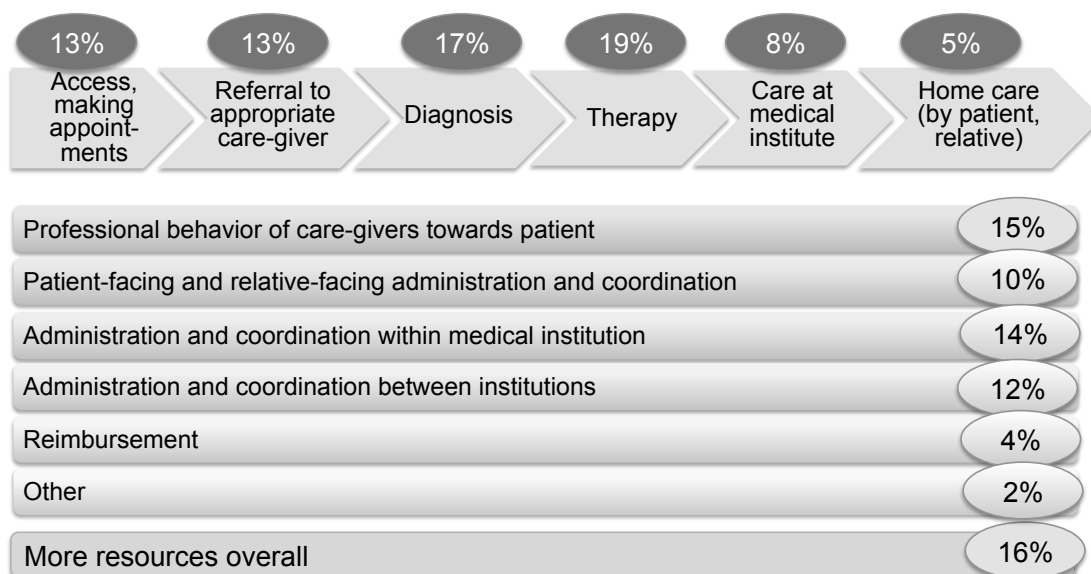 13%
13%
17%
19%
8%
5%
Access,
making
appoint-
ments
Referral to
appropriate
care-giver
Diagnosis
Therapy
Care at
medical
institute
Home care
(by patient,
relative)
Professional behavior of care-givers towards patient
15%
Patient-facing and relative-facing administration and coordination
10%
Administration and coordination within medical institution
14%
Administration and coordination between institutions
12%
Reimbursement
4%
Other
2%
More resources overall
16%